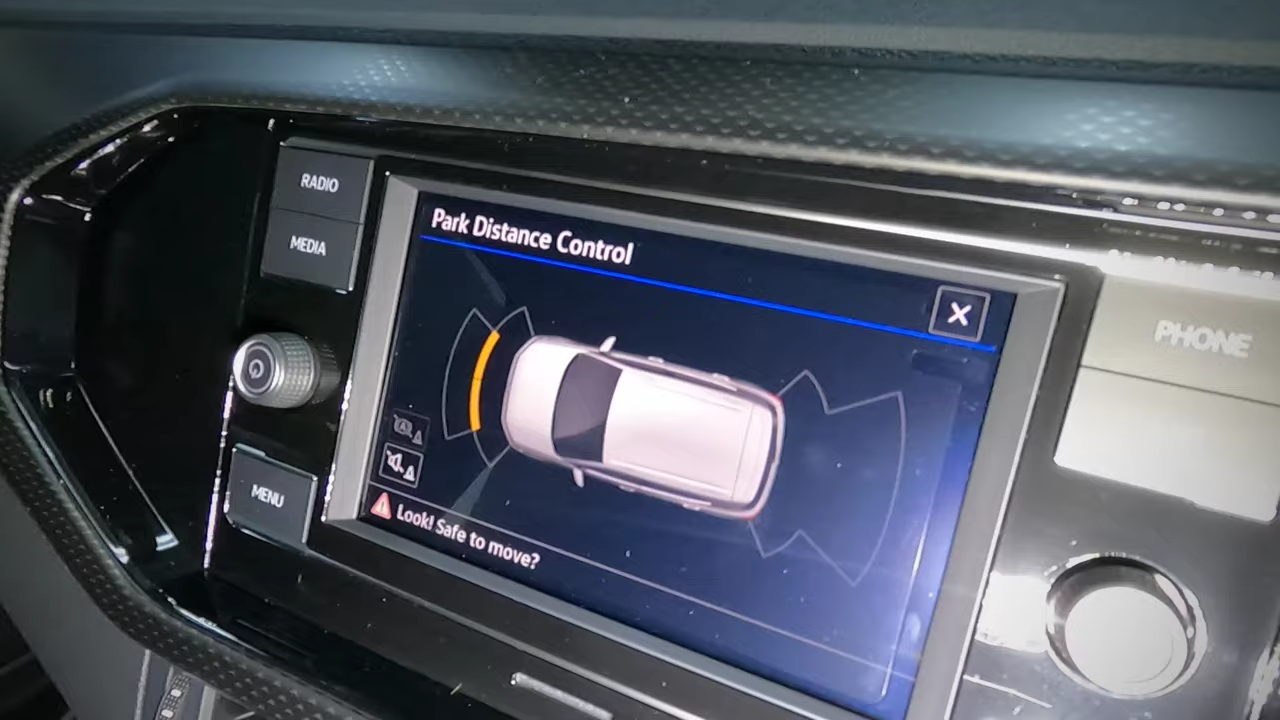 RADIO
MEDIA
MENU
Park Distance Control
Look! Safe to move?
PHONE